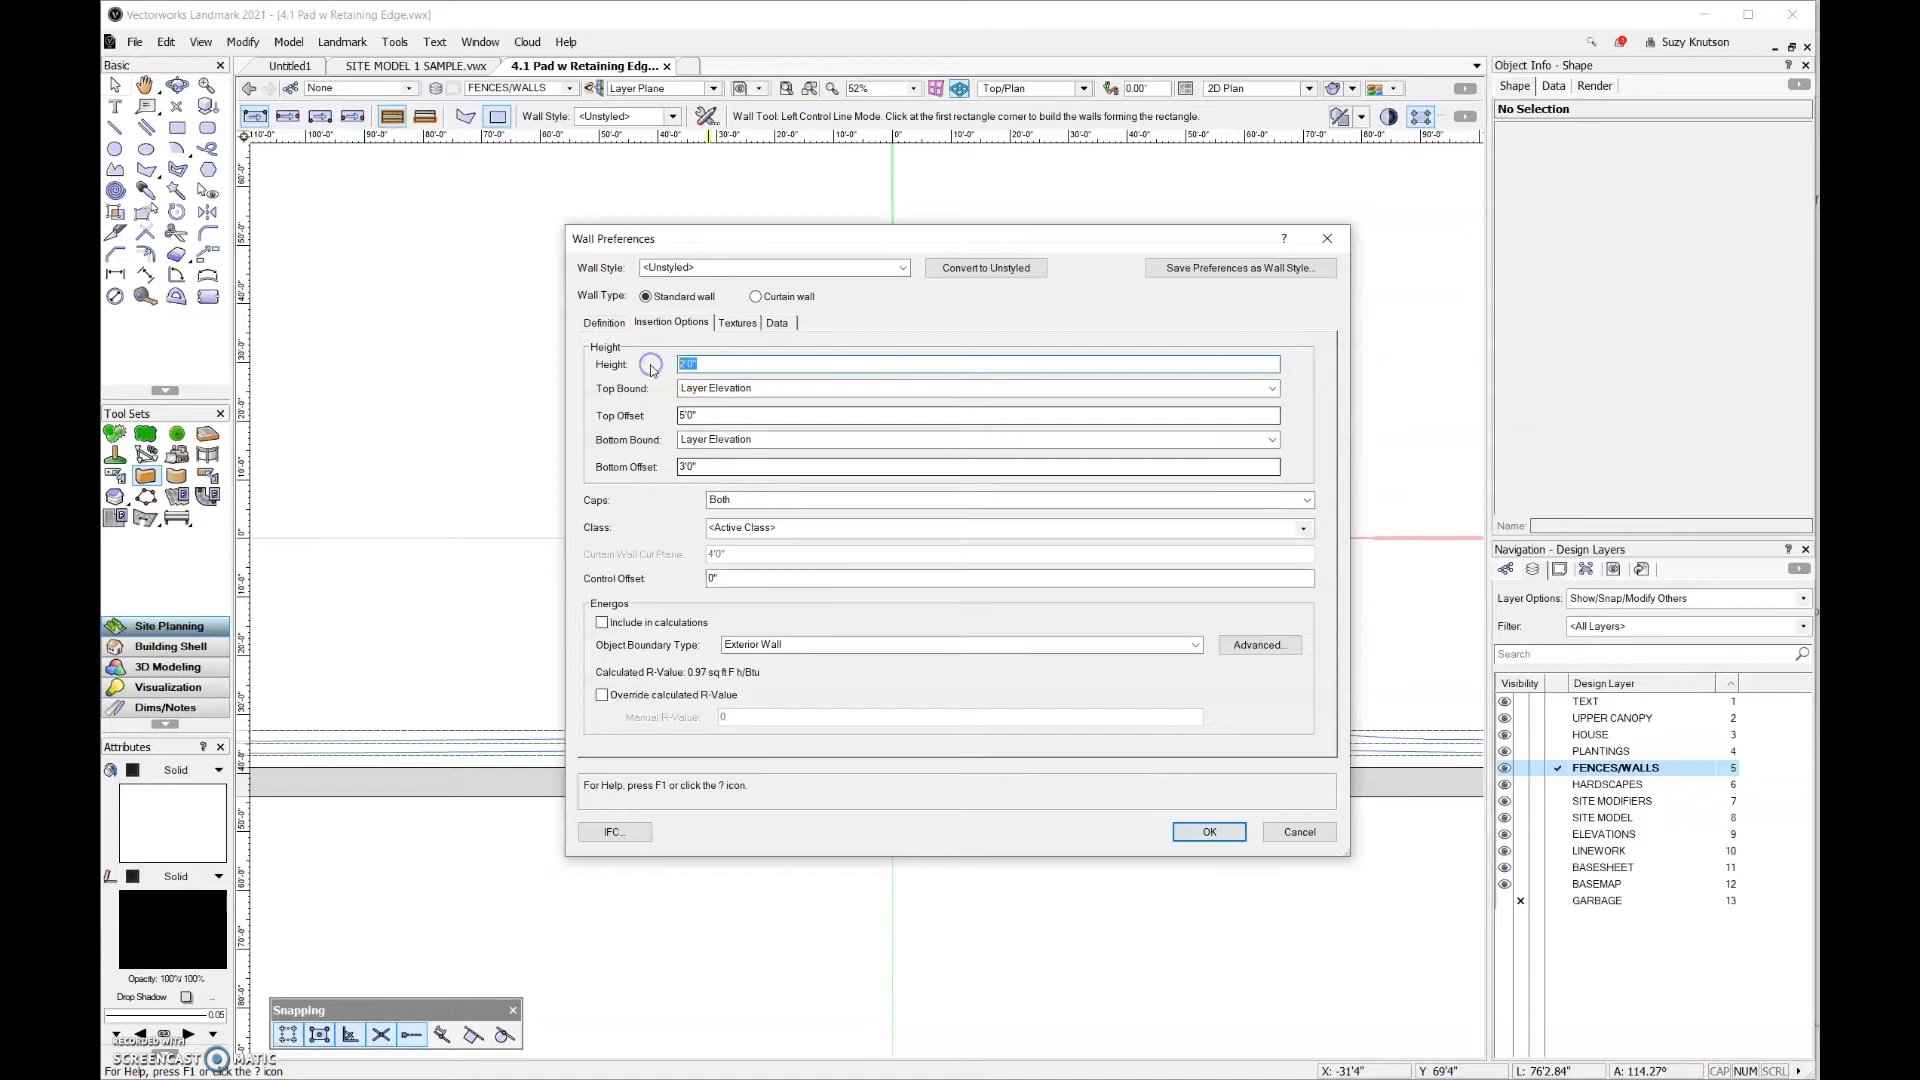 Vectorworks Landmark 2021 - [4.1 Pad w Retaining Edge.vwx]
File Edit View Modify Model Landmark Tools Text Window Cloud Help
Suzy Knutson
Basic
Untitled1 SITE MODEL 1 SAMPLE.vwx 4.1 Pad w Retaining Edg...
None FENCES/WALLS Layer Plane 52% Top/Plan 0.00° 2D Plan
Wall Style: <Unstyled> Wall Tool: Left Control Line Mode. Click at the first rectangle corner to build the walls forming the rectangle.
Object Info - Shape
Shape Data Render
No Selection
Name:
Wall Preferences
Wall Style: <Unstyled> Convert to Unstyled Save Preferences as Wall Style...
Wall Type: Standard wall Curtain wall
Definition Insertion Options Textures Data
Height
Height: 2'0"
Top Bound: Layer Elevation
Top Offset: 5'0"
Bottom Bound: Layer Elevation
Bottom Offset: 3'0"
Caps: Both
Class: <Active Class>
Curtain Wall Cut Plane: 4'0"
Control Offset: 0"
Energos
Include in calculations
Object Boundary Type: Exterior Wall Advanced...
Calculated R-Value: 0.97 sq ft F h/Btu
Override calculated R-Value
Manual R-Value: 0
For Help, press F1 or click the ? icon.
IFC... OK Cancel
Tool Sets
Site Planning
Building Shell
3D Modeling
Visualization
Dims/Notes
Attributes
Solid
Solid
Opacity: 100%/100%
Drop Shadow
0.05
Snapping
Navigation - Design Layers
Layer Options: Show/Snap/Modify Others
Filter: <All Layers>
Search
Visibility Design Layer
TEXT 1
UPPER CANOPY 2
HOUSE 3
PLANTINGS 4
FENCES/WALLS 5
HARDSCAPES 6
SITE MODIFIERS 7
SITE MODEL 8
ELEVATIONS 9
LINEWORK 10
BASESHEET 11
BASEMAP 12
GARBAGE 13
RECORDED WITH
SCREENCAST MATIC
For Help, press F1 or click the ? icon
X: -31'4" Y 69'4" L: 76'2.84" A: 114.27° CAP NUM SCRL